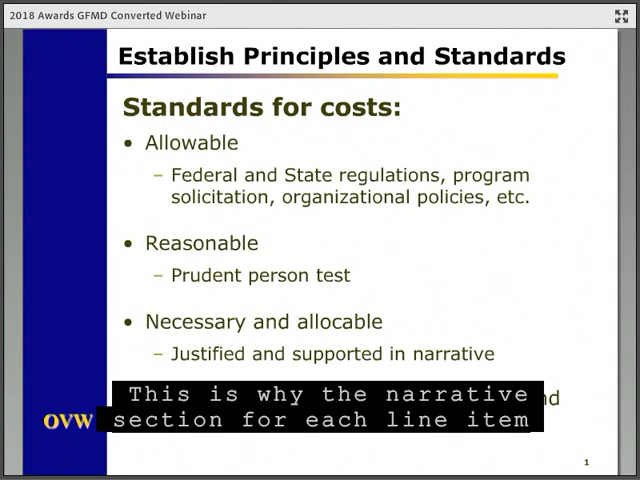 2018 Awards GFMD Converted Webinar
Establish Principles and Standards
Standards for costs:
• Allowable
– Federal and State regulations, program
solicitation, organizational policies, etc.
• Reasonable
– Prudent person test
• Necessary and allocable
– Justified and supported in narrative
This is why the narrative
section for each line item
OVW
1